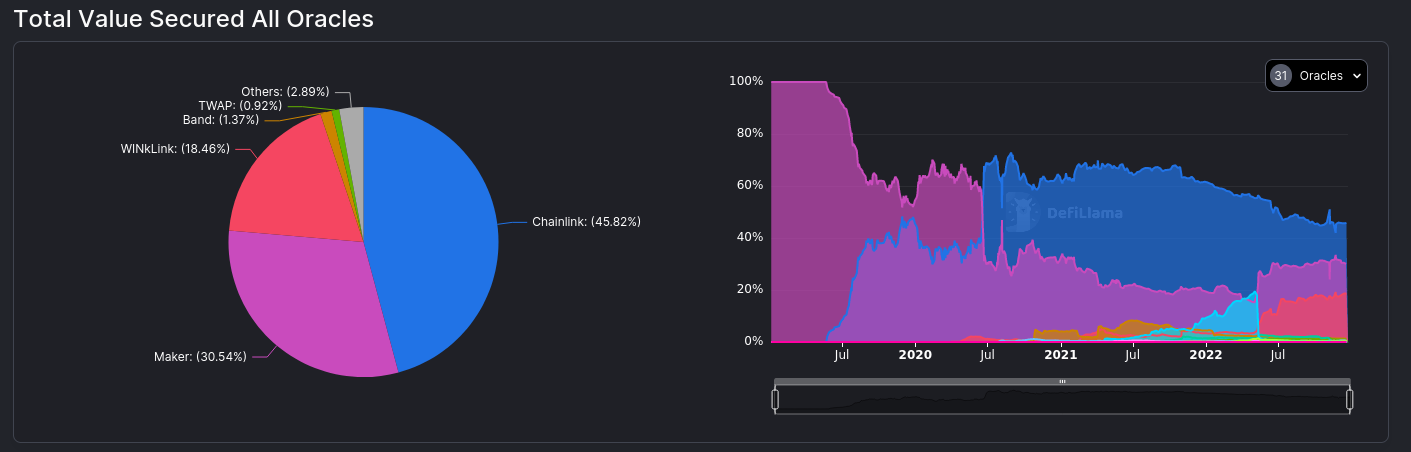 Total Value Secured All Oracles
Others: (2.89%)
TWAP: (0.92%)
Band: (1.37%)
WINkLink: (18.46%)
Chainlink: (45.82%)
Maker: (30.54%)
31 Oracles
100%
80%
60%
40%
20%
0%
DefiLlama
Jul 2020 Jul 2021 Jul 2022 Jul